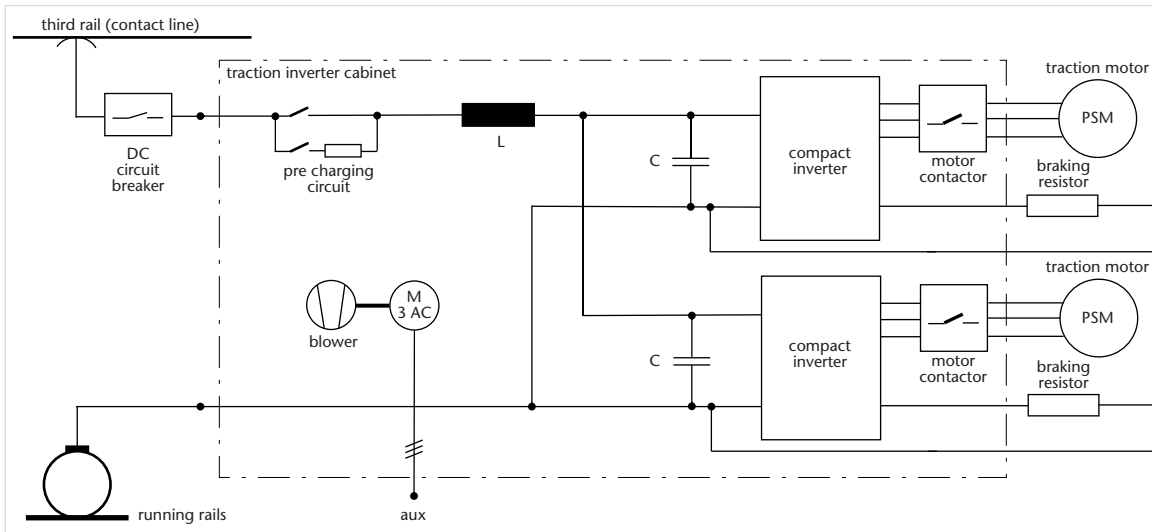 third rail (contact line)
traction inverter cabinet
DC
circuit
breaker
pre charging
circuit
L
C
compact
inverter
motor
contactor
traction motor
PSM
braking
resistor
blower
M
3 AC
C
compact
inverter
motor
contactor
traction motor
PSM
braking
resistor
running rails
aux